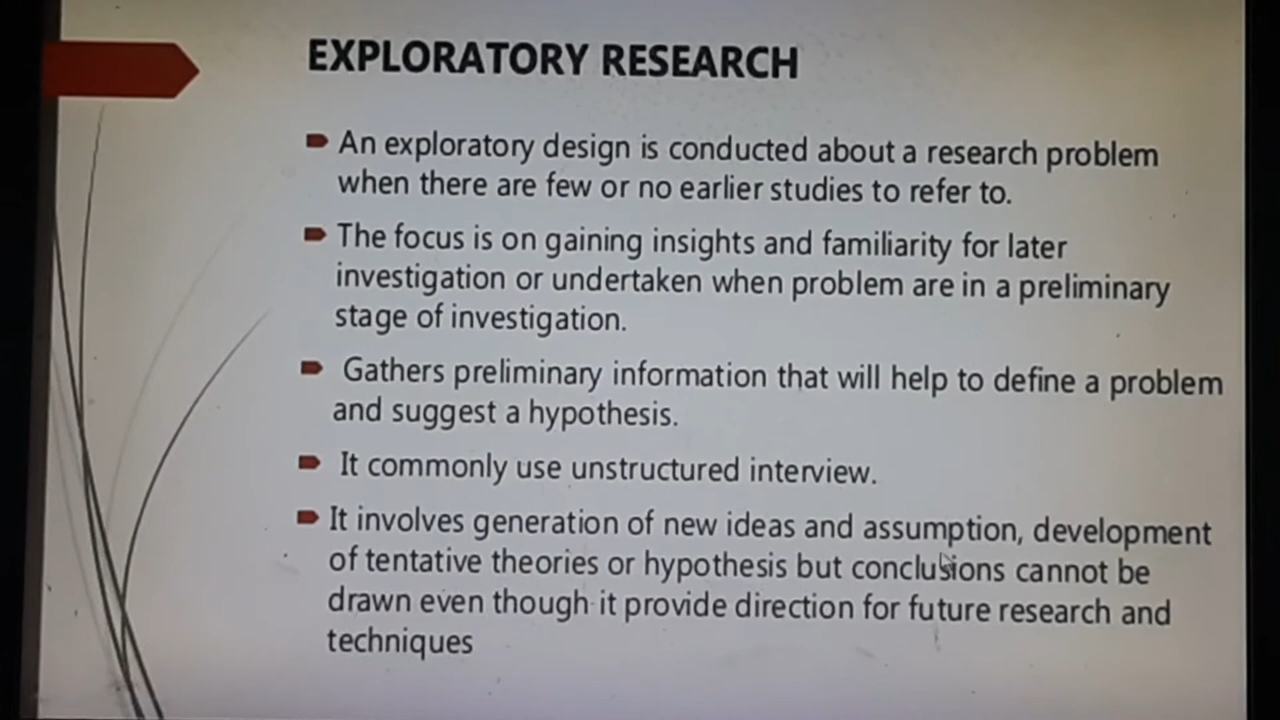 EXPLORATORY RESEARCH
An exploratory design is conducted about a research problem
when there are few or no earlier studies to refer to.
The focus is on gaining insights and familiarity for later
investigation or undertaken when problem are in a preliminary
stage of investigation.
Gathers preliminary information that will help to define a problem
and suggest a hypothesis.
It commonly use unstructured interview.
It involves generation of new ideas and assumption, development
of tentative theories or hypothesis but conclusions cannot be
drawn even though it provide direction for future research and
techniques